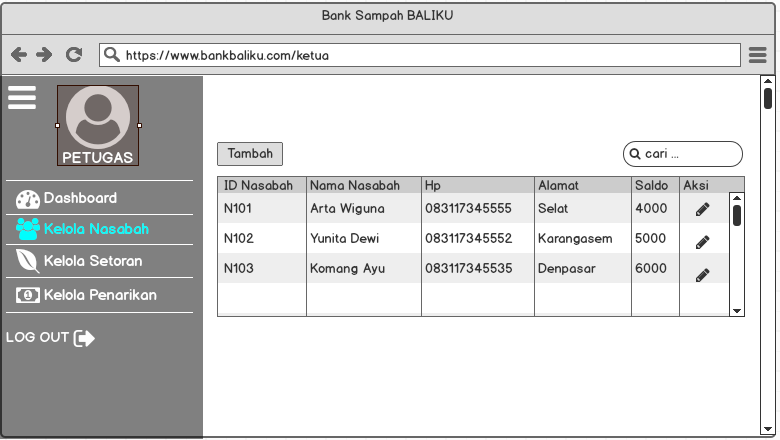 Bank Sampah BALIKU
https://www.bankbaliku.com/ketua
PETUGAS
Dashboard
Kelola Nasabah
Kelola Setoran
Kelola Penarikan
LOG OUT
Tambah
cari ...
ID Nasabah Nama Nasabah Hp Alamat Saldo Aksi
N101 Arta Wiguna 083117345555 Selat 4000
N102 Yunita Dewi 083117345552 Karangasem 5000
N103 Komang Ayu 083117345535 Denpasar 6000